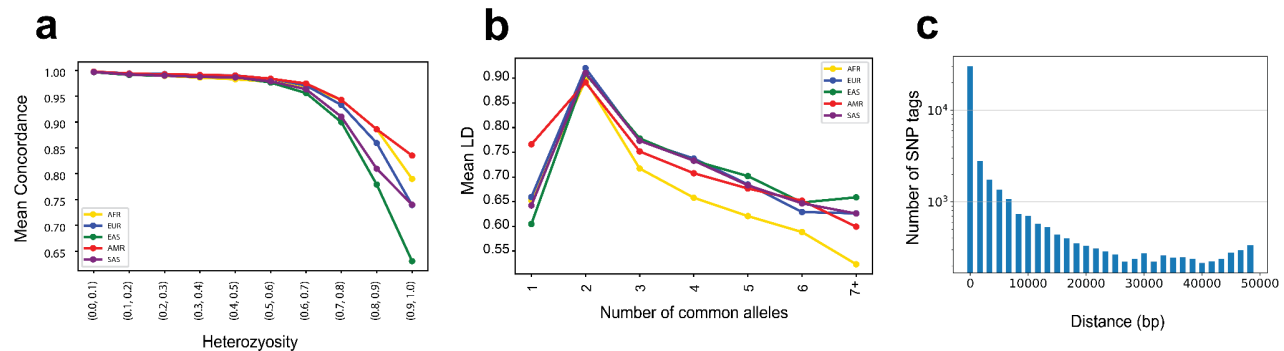 a
Mean Concordance
1.00
0.95
0.90
0.85
0.80
0.75
0.70
0.65
AFR
EUR
EAS
AMR
SAS
(0.0, 0.1)
(0.1, 0.2)
(0.2, 0.3)
(0.3, 0.4)
(0.4, 0.5)
(0.5, 0.6)
(0.6, 0.7)
(0.7, 0.8)
(0.8, 0.9)
(0.9, 1.0)
Heterozyosity
b
Mean LD
0.90
0.85
0.80
0.75
0.70
0.65
0.60
0.55
AFR
EUR
EAS
AMR
SAS
1
2
3
4
5
6
7+
Number of common alleles
c
Number of SNP tags
10^4
10^3
0
10000
20000
30000
40000
50000
Distance (bp)